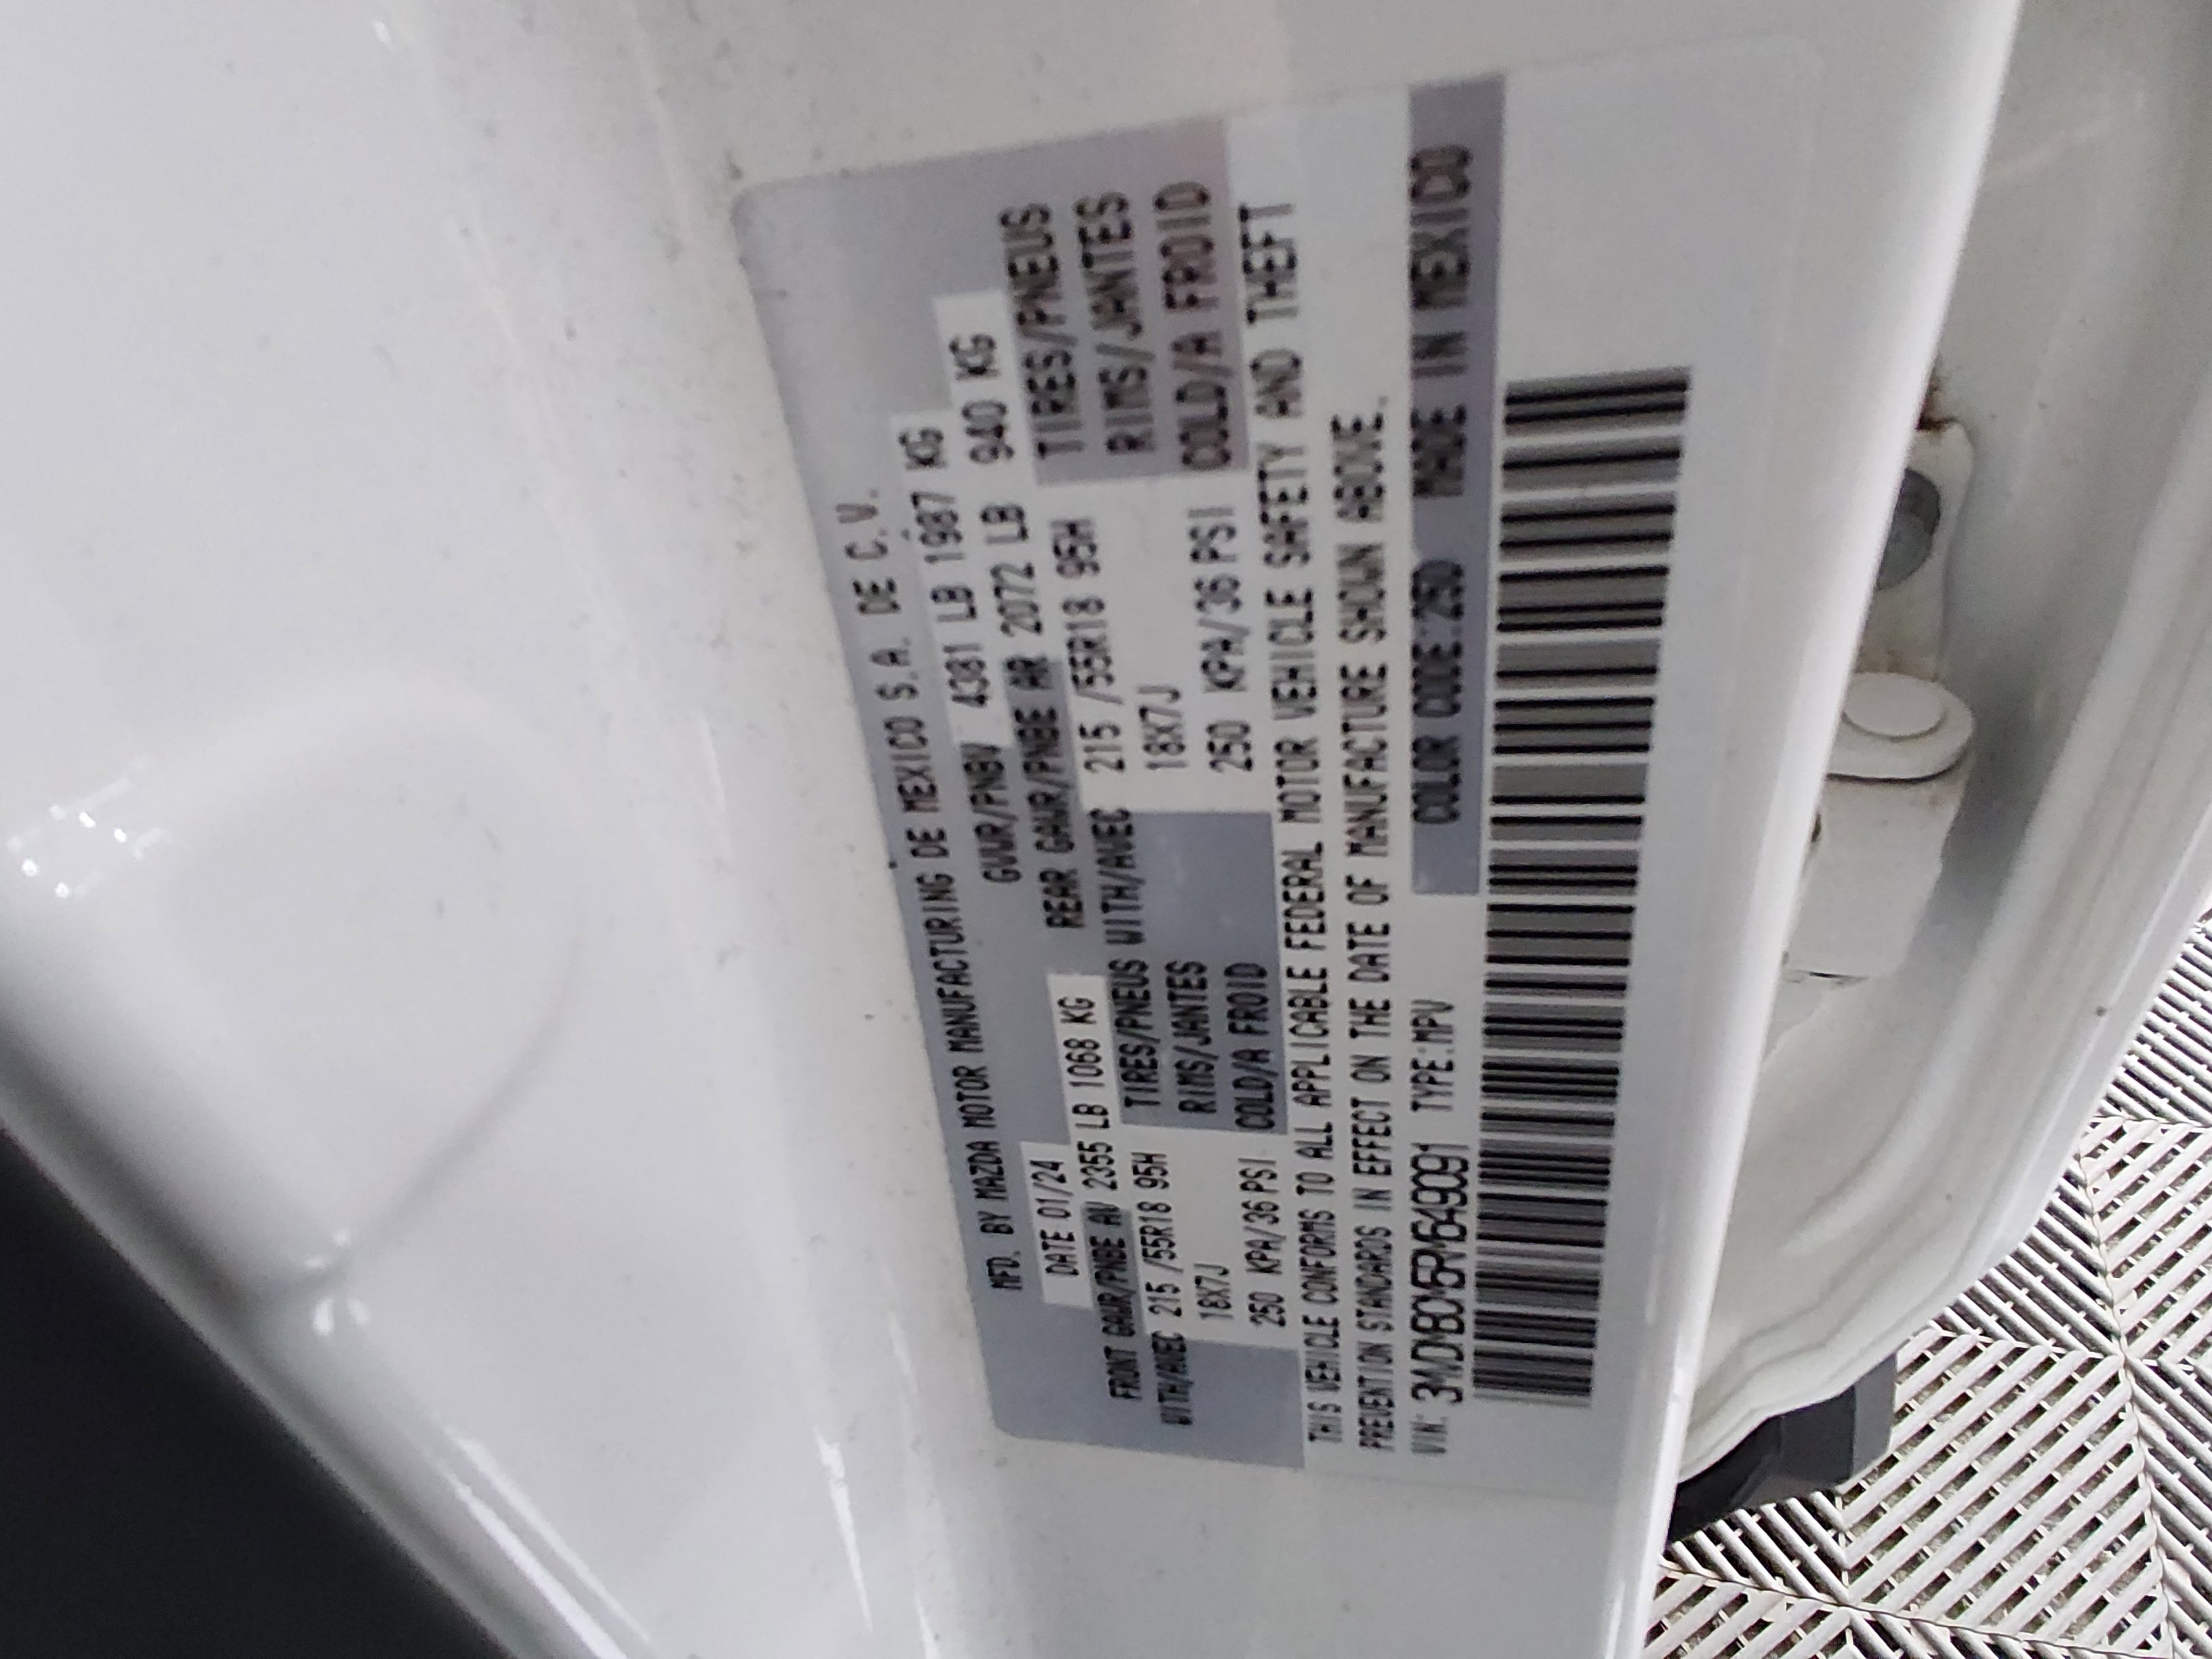 MFD. BY MAZDA MOTOR MANUFACTURING DE MEXICO S.A. DE C.V.
DATE 01/24 GVWR/PNBV 4381 LB 1987 KG
FRONT GAWR/PNBE AV 2355 LB 1068 KG REAR GAWR/PNBE AR 2072 LB 940 KG
WITH/AVEC 215 /55R18 95H TIRES/PNEUS WITH/AVEC 215 /55R18 95H TIRES/PNEUS
18X7J RIMS/JANTES 18X7J RIMS/JANTES
250 KPA/36 PSI COLD/A FROID 250 KPA/36 PSI COLD/A FROID
THIS VEHICLE CONFORMS TO ALL APPLICABLE FEDERAL MOTOR VEHICLE SAFETY AND THEFT
PREVENTION STANDARDS IN EFFECT ON THE DATE OF MANUFACTURE SHOWN ABOVE.
VIN: 3MVDMBCM5RM649091 TYPE:MPV COLOR CODE:25D MADE IN MEXICO